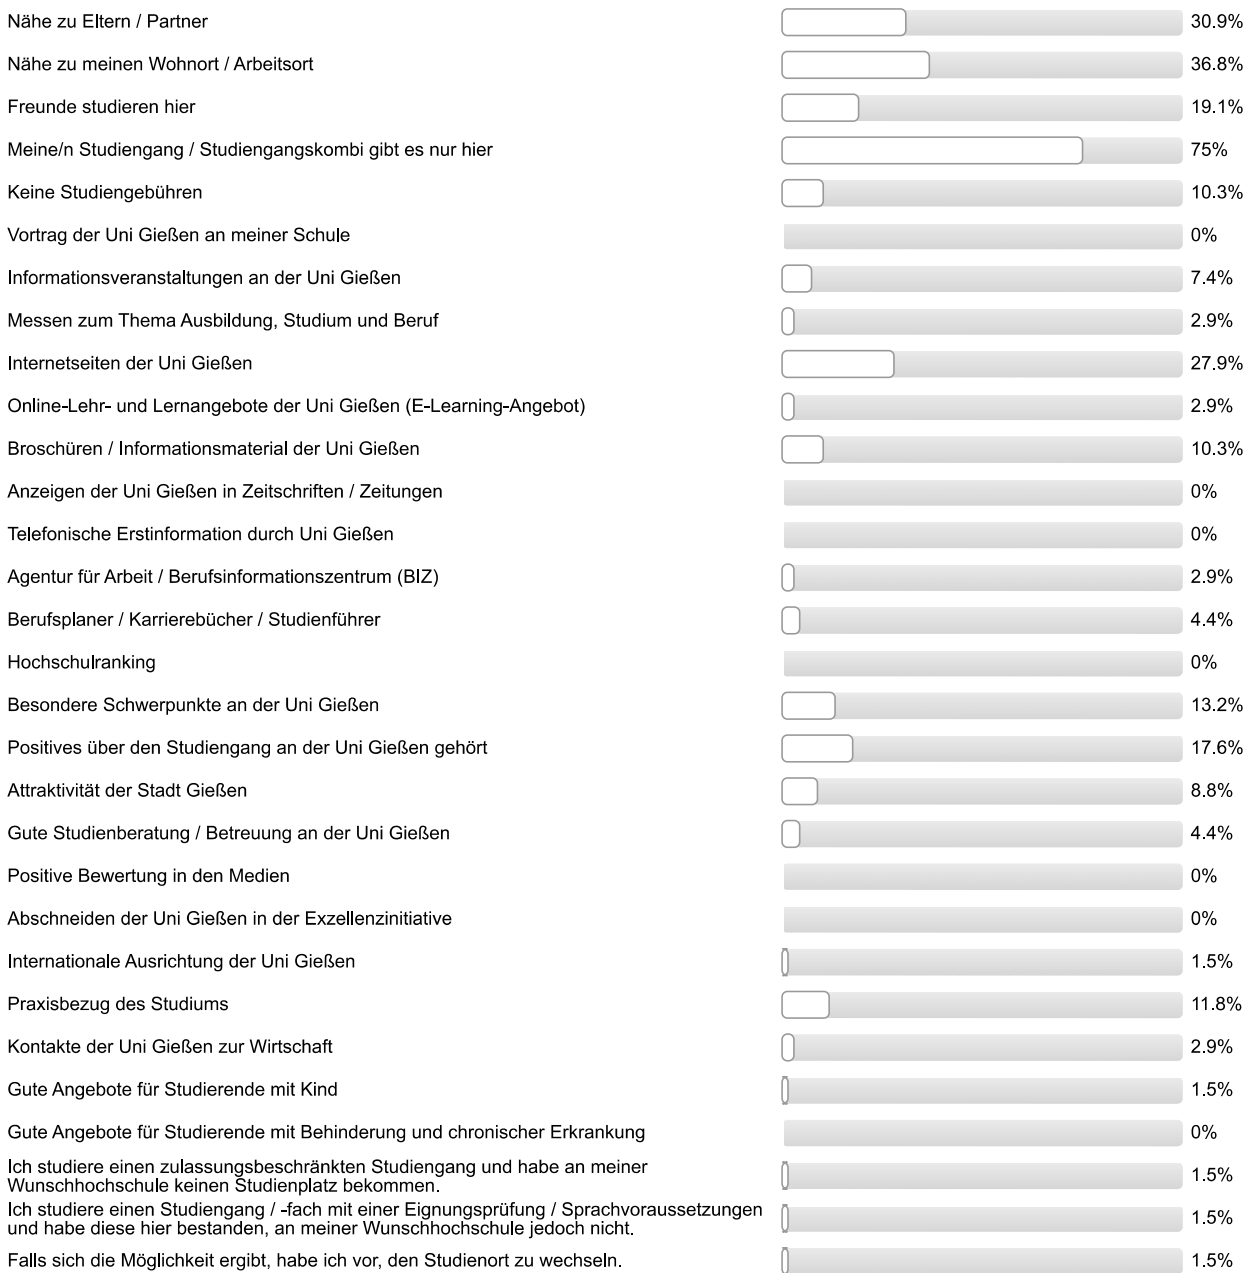 Nähe zu Eltern / Partner 30.9%
Nähe zu meinen Wohnort / Arbeitsort 36.8%
Freunde studieren hier 19.1%
Meine/n Studiengang / Studiengangskombi gibt es nur hier 75%
Keine Studiengebühren 10.3%
Vortrag der Uni Gießen an meiner Schule 0%
Informationsveranstaltungen an der Uni Gießen 7.4%
Messen zum Thema Ausbildung, Studium und Beruf 2.9%
Internetseiten der Uni Gießen 27.9%
Online-Lehr- und Lernangebote der Uni Gießen (E-Learning-Angebot) 2.9%
Broschüren / Informationsmaterial der Uni Gießen 10.3%
Anzeigen der Uni Gießen in Zeitschriften / Zeitungen 0%
Telefonische Erstinformation durch Uni Gießen 0%
Agentur für Arbeit / Berufsinformationszentrum (BIZ) 2.9%
Berufsplaner / Karrierebücher / Studienführer 4.4%
Hochschulranking 0%
Besondere Schwerpunkte an der Uni Gießen 13.2%
Positives über den Studiengang an der Uni Gießen gehört 17.6%
Attraktivität der Stadt Gießen 8.8%
Gute Studienberatung / Betreuung an der Uni Gießen 4.4%
Positive Bewertung in den Medien 0%
Abschneiden der Uni Gießen in der Exzellenzinitiative 0%
Internationale Ausrichtung der Uni Gießen 1.5%
Praxisbezug des Studiums 11.8%
Kontakte der Uni Gießen zur Wirtschaft 2.9%
Gute Angebote für Studierende mit Kind 1.5%
Gute Angebote für Studierende mit Behinderung und chronischer Erkrankung 0%
Ich studiere einen zulassungsbeschränkten Studiengang und habe an meiner
Wunschhochschule keinen Studienplatz bekommen. 1.5%
Ich studiere einen Studiengang / -fach mit einer Eignungsprüfung / Sprachvoraussetzungen
und habe diese hier bestanden, an meiner Wunschhochschule jedoch nicht. 1.5%
Falls sich die Möglichkeit ergibt, habe ich vor, den Studienort zu wechseln. 1.5%